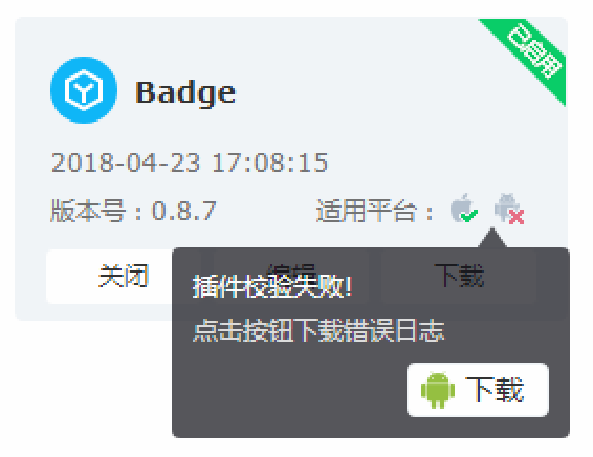 已启用
Badge
2018-04-23 17:08:15
版本号：0.8.7
适用平台：
关闭
编辑
下载
插件校验失败!
点击按钮下载错误日志
下载